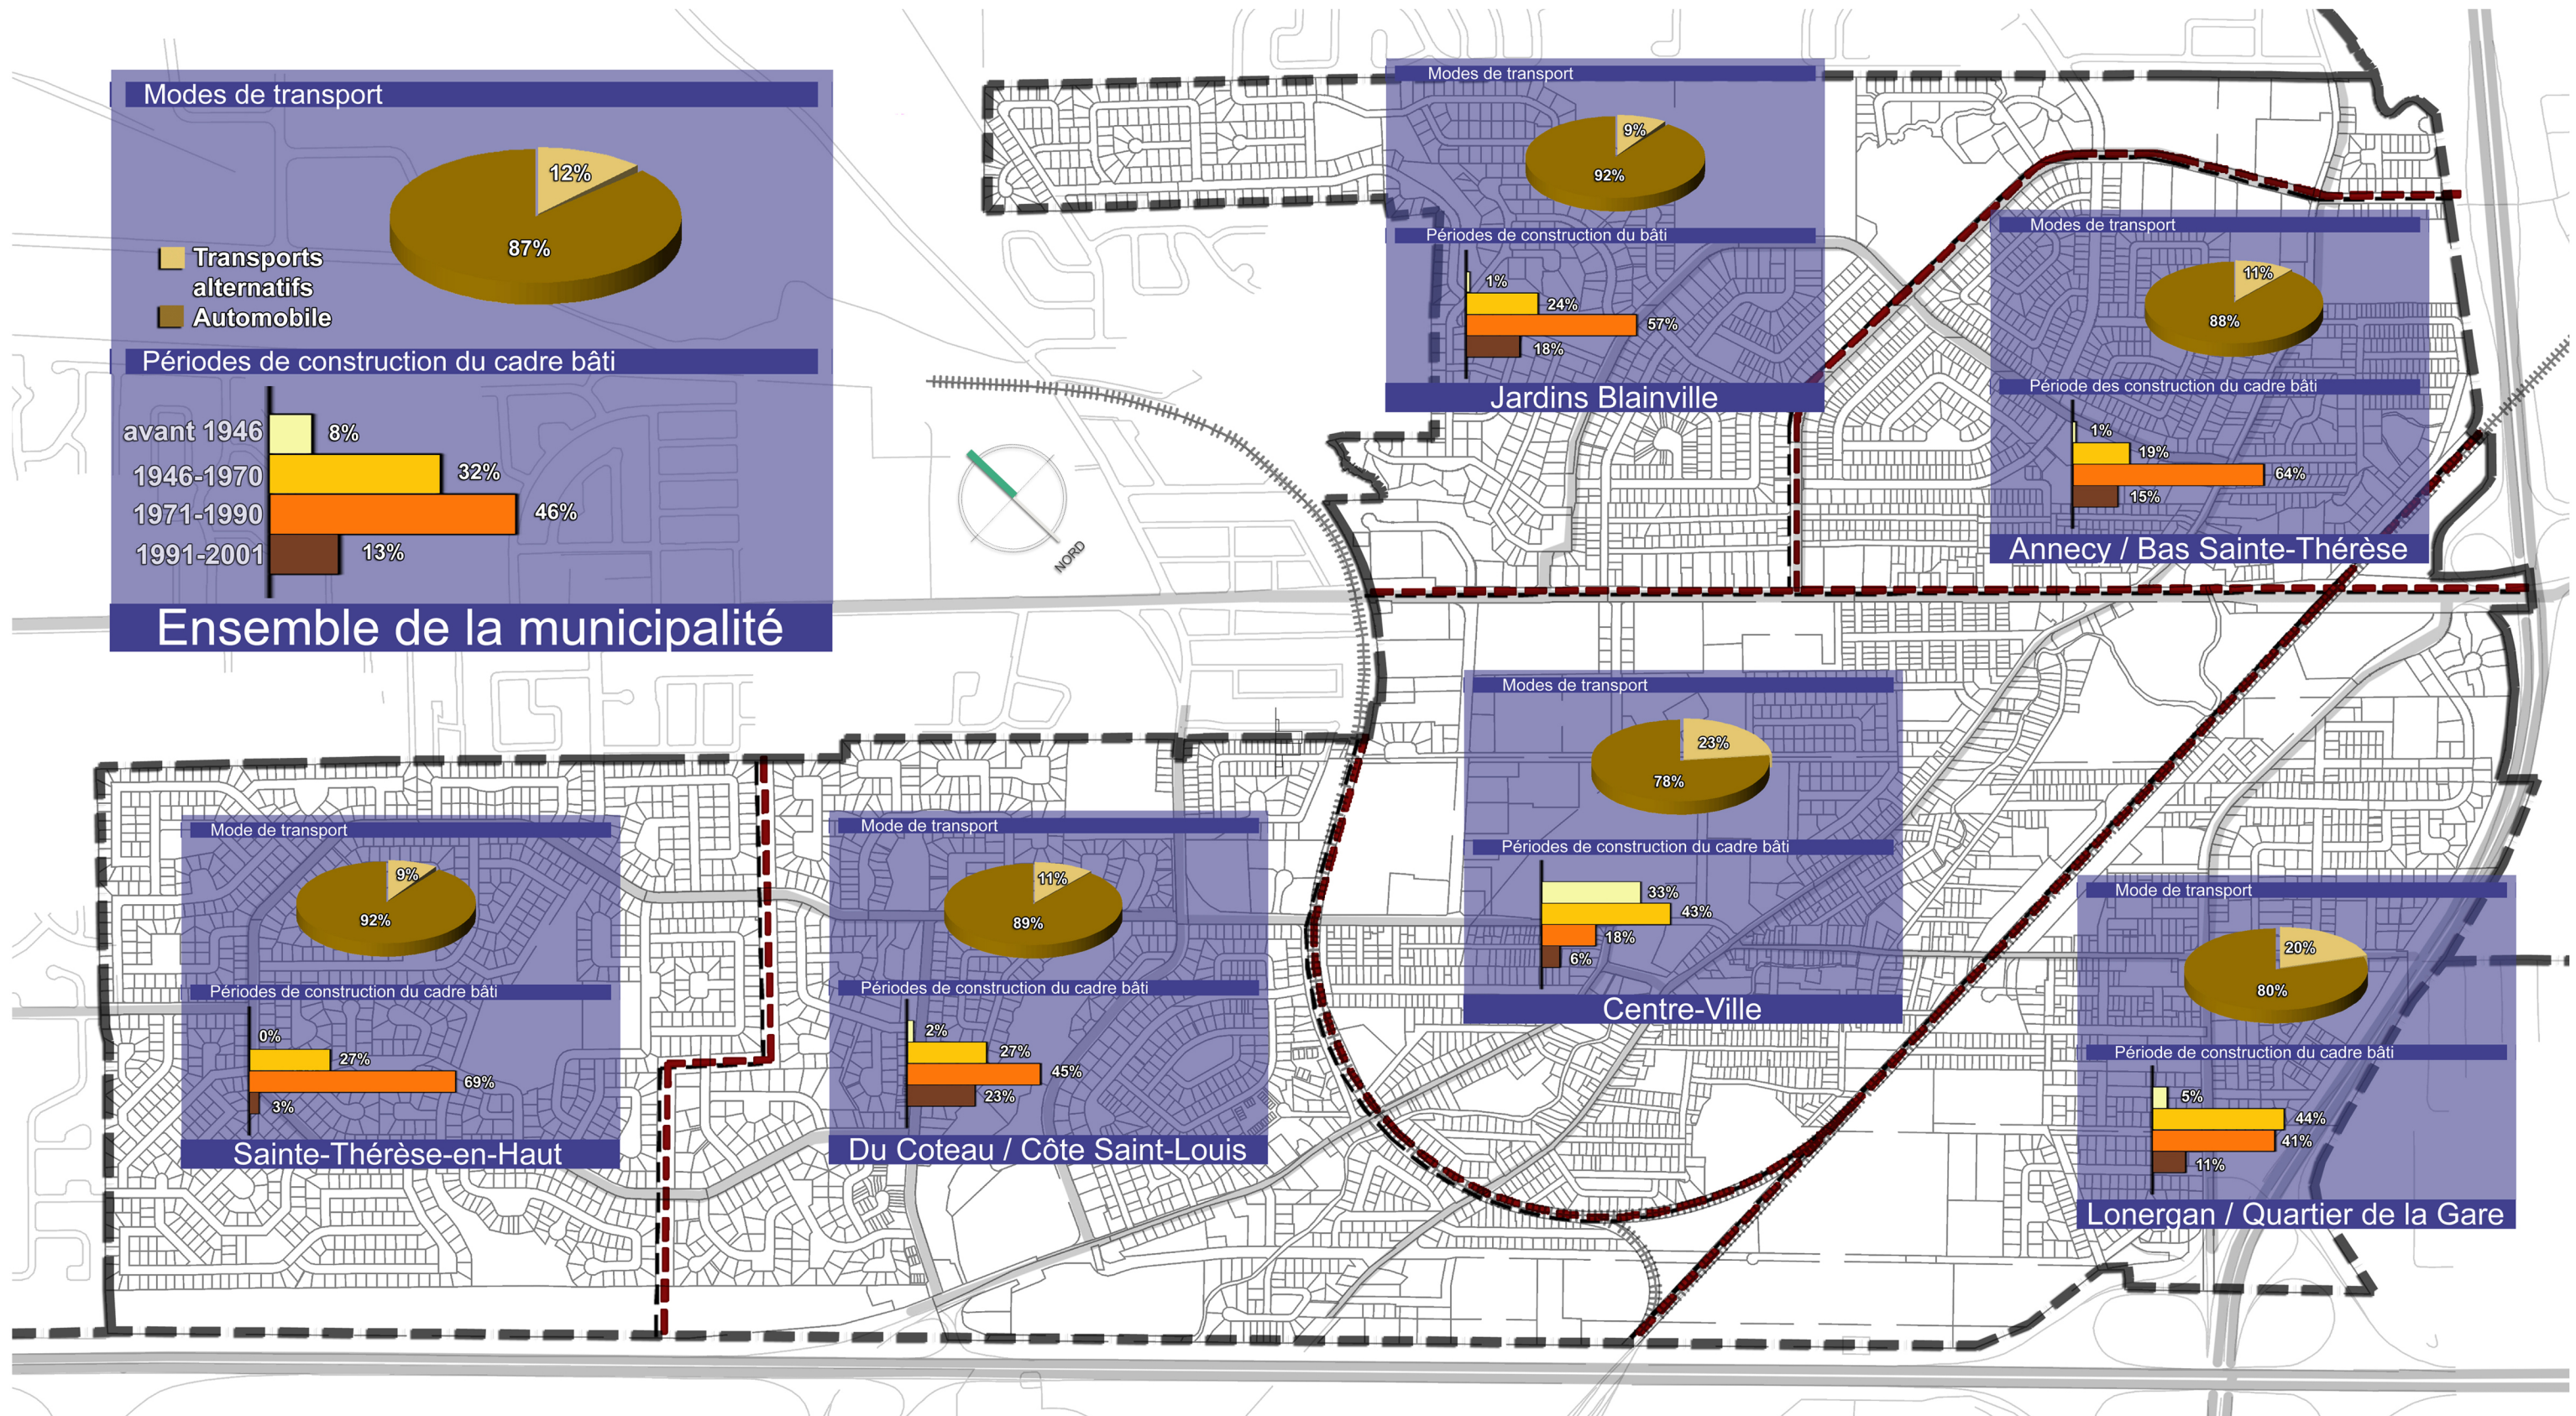 Modes de transport
12%
87%
Transports
alternatifs
Automobile
Périodes de construction du cadre bâti
avant 1946
8%
1946-1970
32%
1971-1990
46%
1991-2001
13%
Ensemble de la municipalité
Modes de transport
9%
92%
Périodes de construction du bâti
1%
24%
57%
18%
Jardins Blainville
Modes de transport
11%
88%
Période des construction du cadre bâti
1%
19%
64%
15%
Annecy / Bas Sainte-Thérèse
NORD
Modes de transport
23%
78%
Périodes de construction du cadre bâti
33%
43%
18%
6%
Centre-Ville
Mode de transport
9%
92%
Périodes de construction du cadre bâti
0%
27%
69%
3%
Sainte-Thérèse-en-Haut
Mode de transport
11%
89%
Périodes de construction du cadre bâti
2%
27%
45%
23%
Du Coteau / Côte Saint-Louis
Mode de transport
20%
80%
Période de construction du cadre bâti
5%
44%
41%
11%
Lonergan / Quartier de la Gare